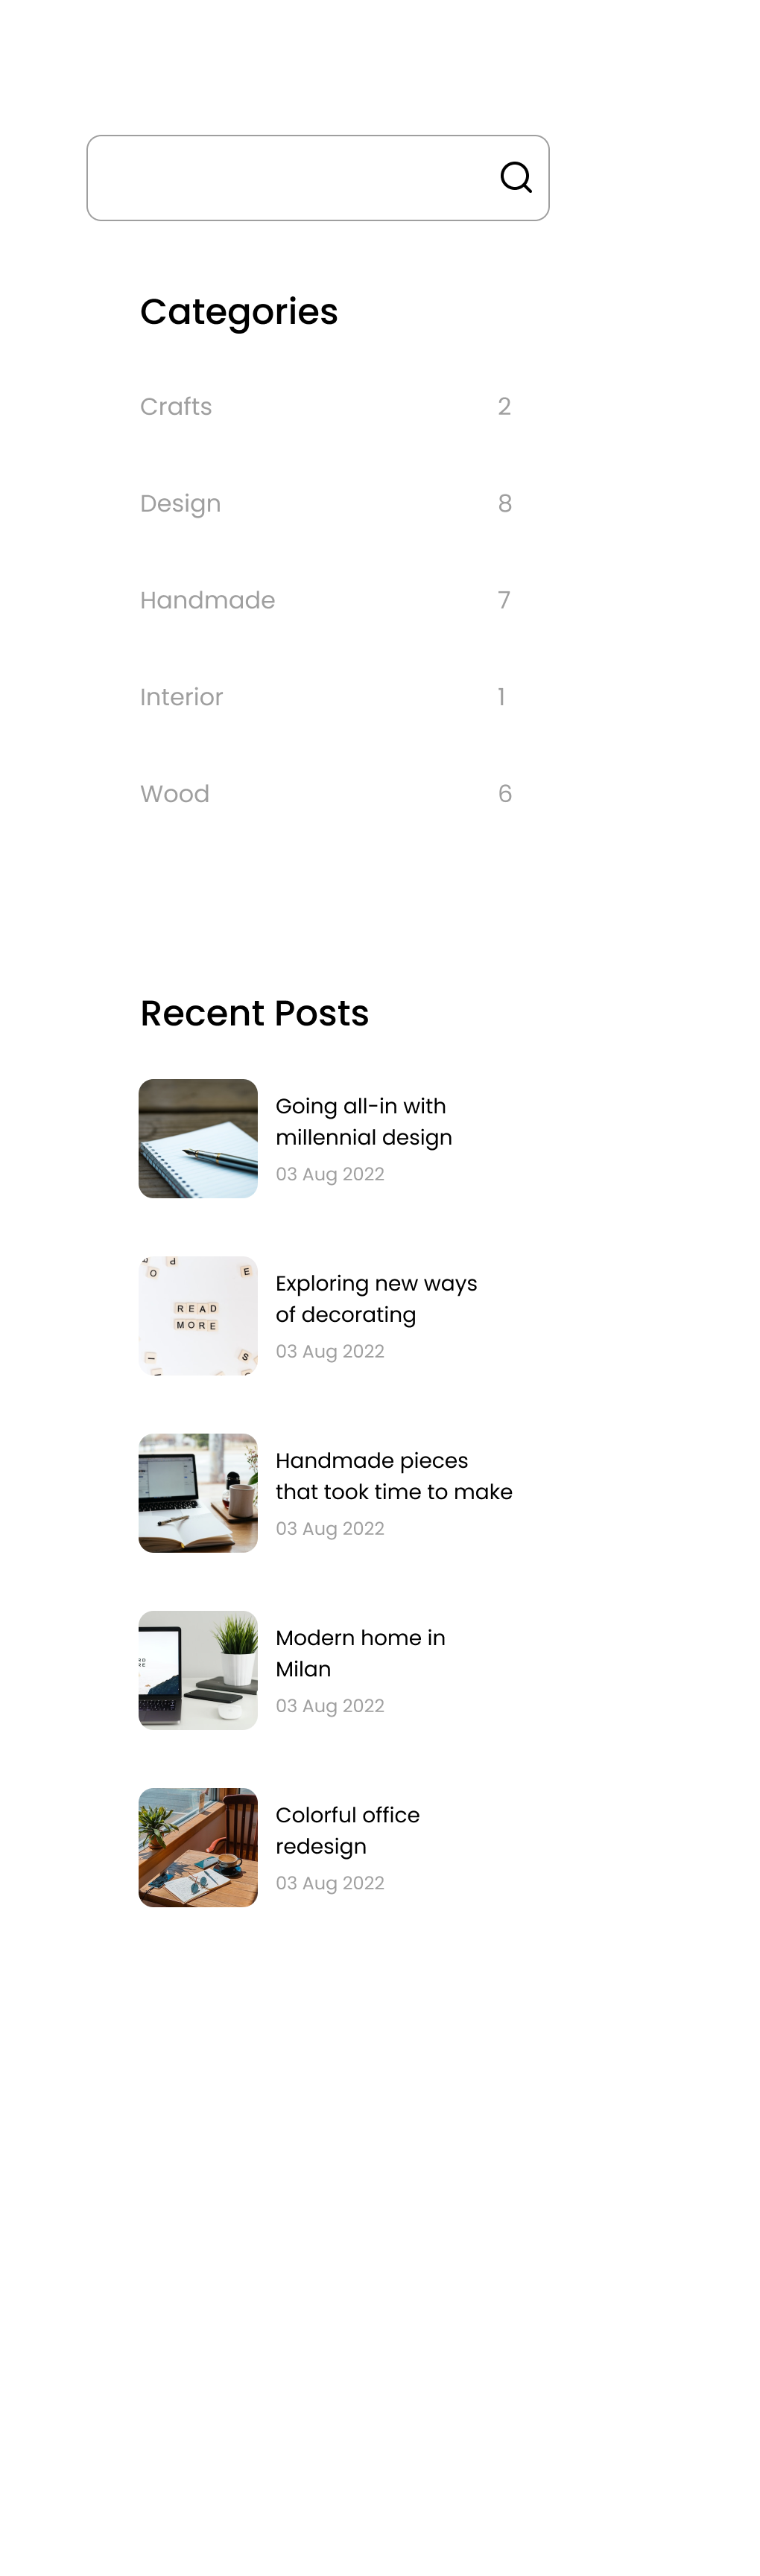 Categories
Crafts 2
Design 8
Handmade 7
Interior 1
Wood 6
Recent Posts
Going all-in with
millennial design
03 Aug 2022
O d E
READ
MORE
I S
Exploring new ways
of decorating
03 Aug 2022
Handmade pieces
that took time to make
03 Aug 2022
Modern home in
Milan
03 Aug 2022
Colorful office
redesign
03 Aug 2022